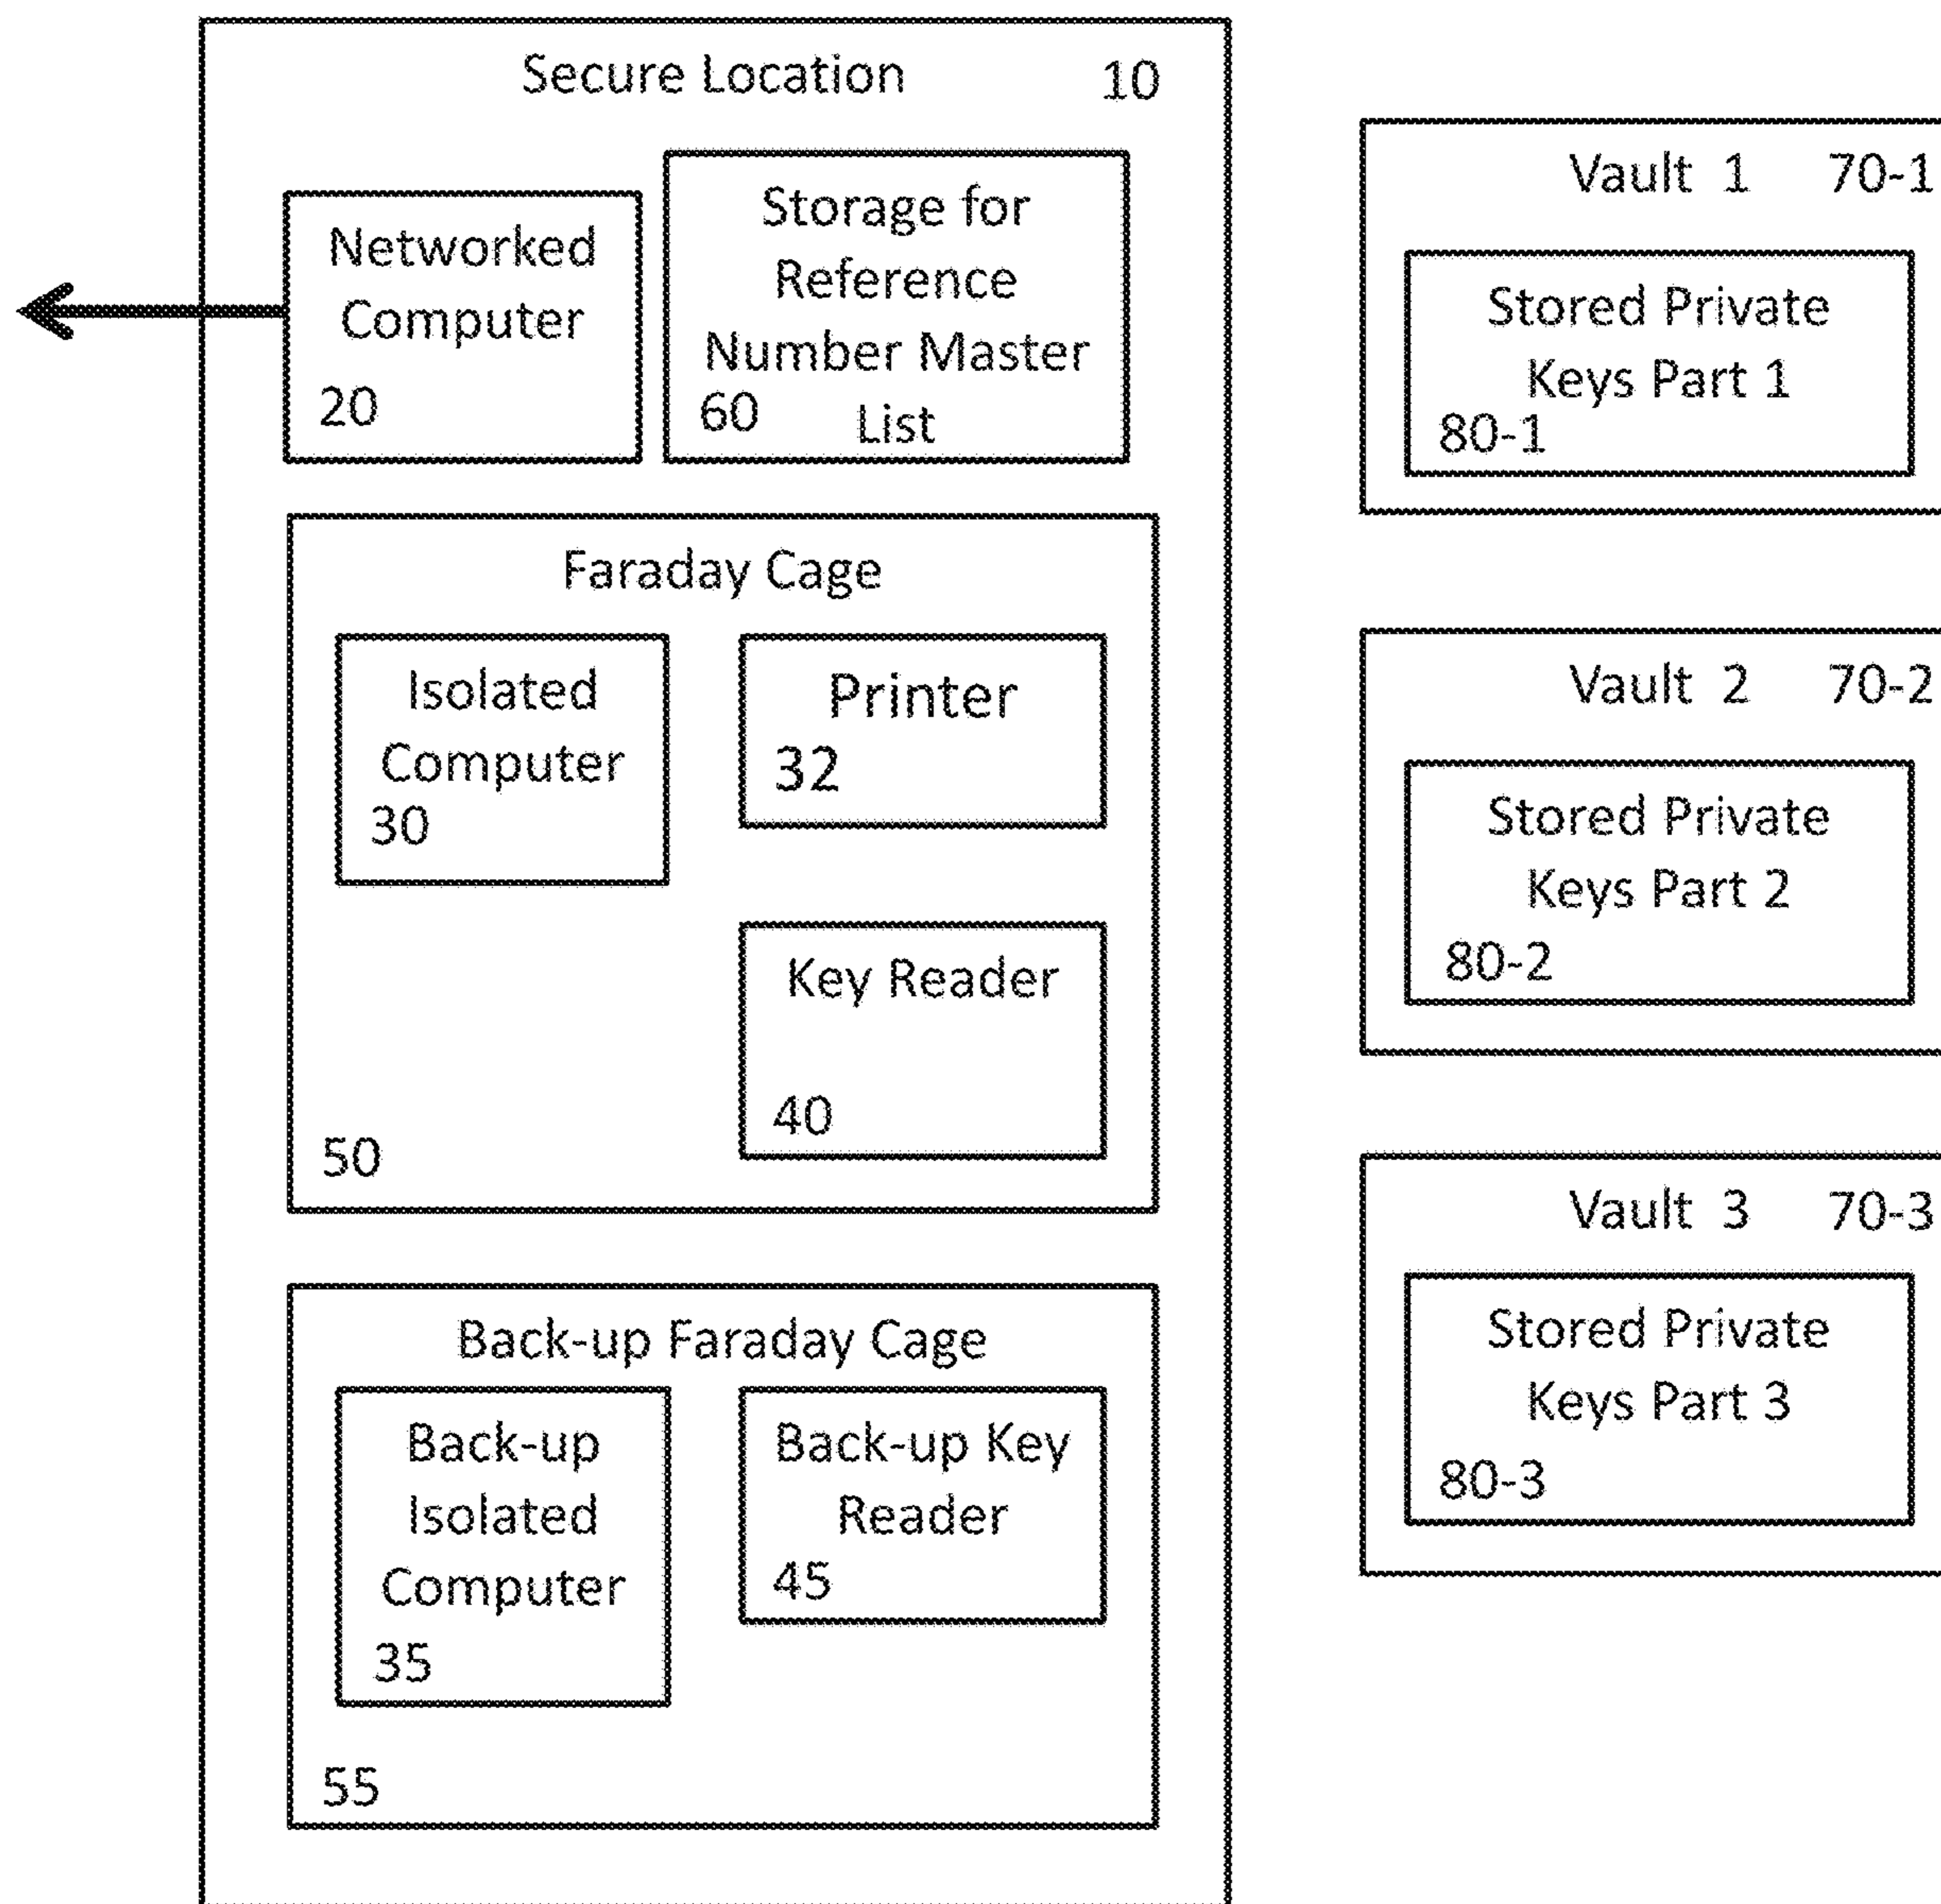 Secure Location 10
Networked
Computer
20
Storage for
Reference
Number Master
60 List
Faraday Cage
Isolated
Computer
30
Printer
32
Key Reader
40
50
Back-up Faraday Cage
Back-up
Isolated
Computer
35
Back-up Key
Reader
45
55
Vault 1 70-1
Stored Private
Keys Part 1
80-1
Vault 2 70-2
Stored Private
Keys Part 2
80-2
Vault 3 70-3
Stored Private
Keys Part 3
80-3